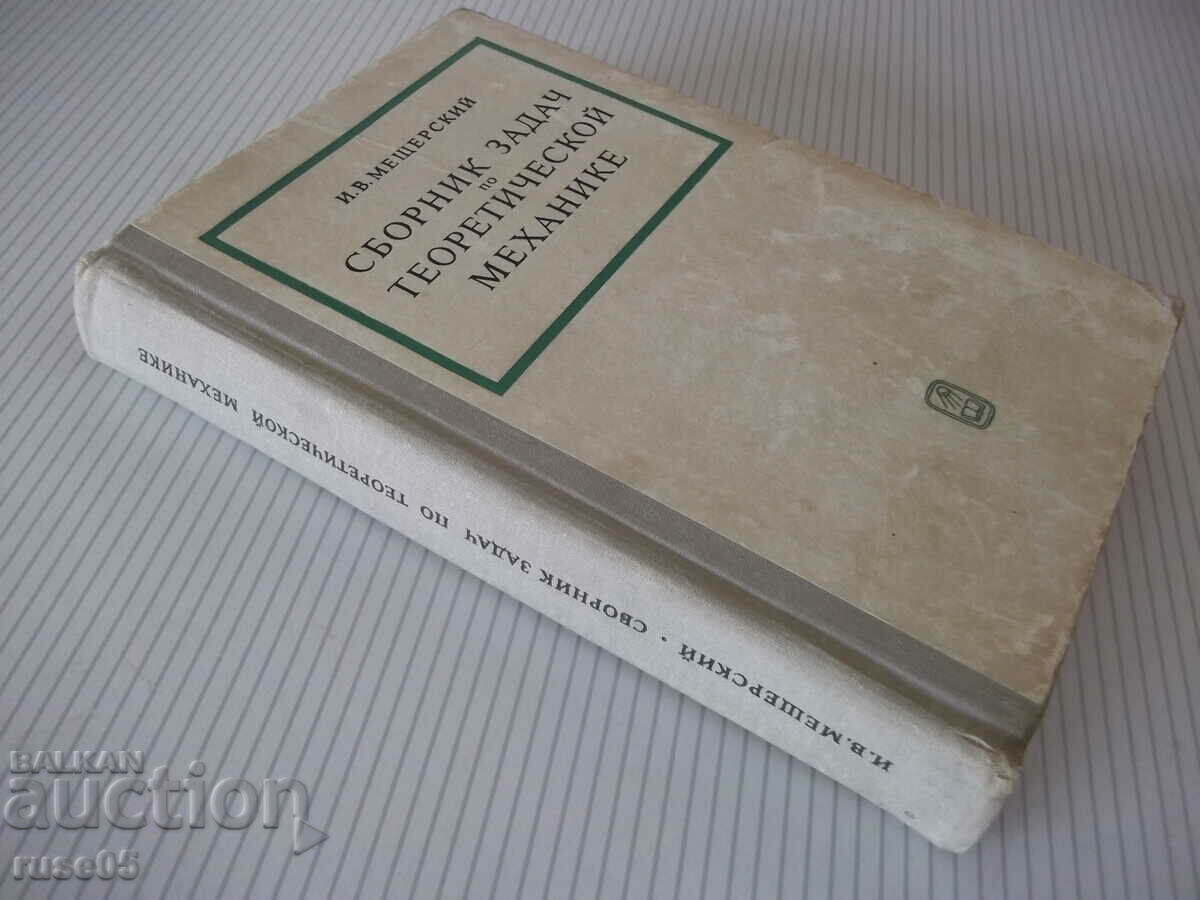 И. В. МЕЩЕРСКИЙ
СБОРНИК ЗАДАЧ
ПО
ТЕОРЕТИЧЕСКОЙ
МЕХАНИКЕ
И. В. МЕЩЕРСКИЙ • СБОРНИК ЗАДАЧ ПО ТЕОРЕТИЧЕСКОЙ МЕХАНИКЕ
BALKAN
auction
ruse05